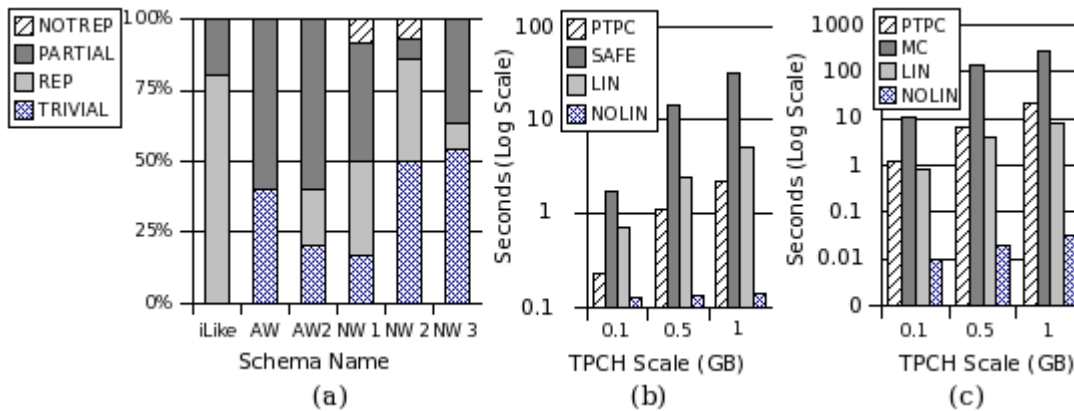 NOTREP
PARTIAL
REP
TRIVIAL
100%
75%
50%
25%
0%
iLike AW AW2 NW 1 NW 2 NW 3
Schema Name
(a)
Seconds (Log Scale)
100
10
1
0.1
PTPC
SAFE
LIN
NOLIN
0.1 0.5 1
TPCH Scale (GB)
(b)
Seconds (Log Scale)
1000
100
10
1
0.1
0.01
0
PTPC
MC
LIN
NOLIN
0.1 0.5 1
TPCH Scale (GB)
(c)